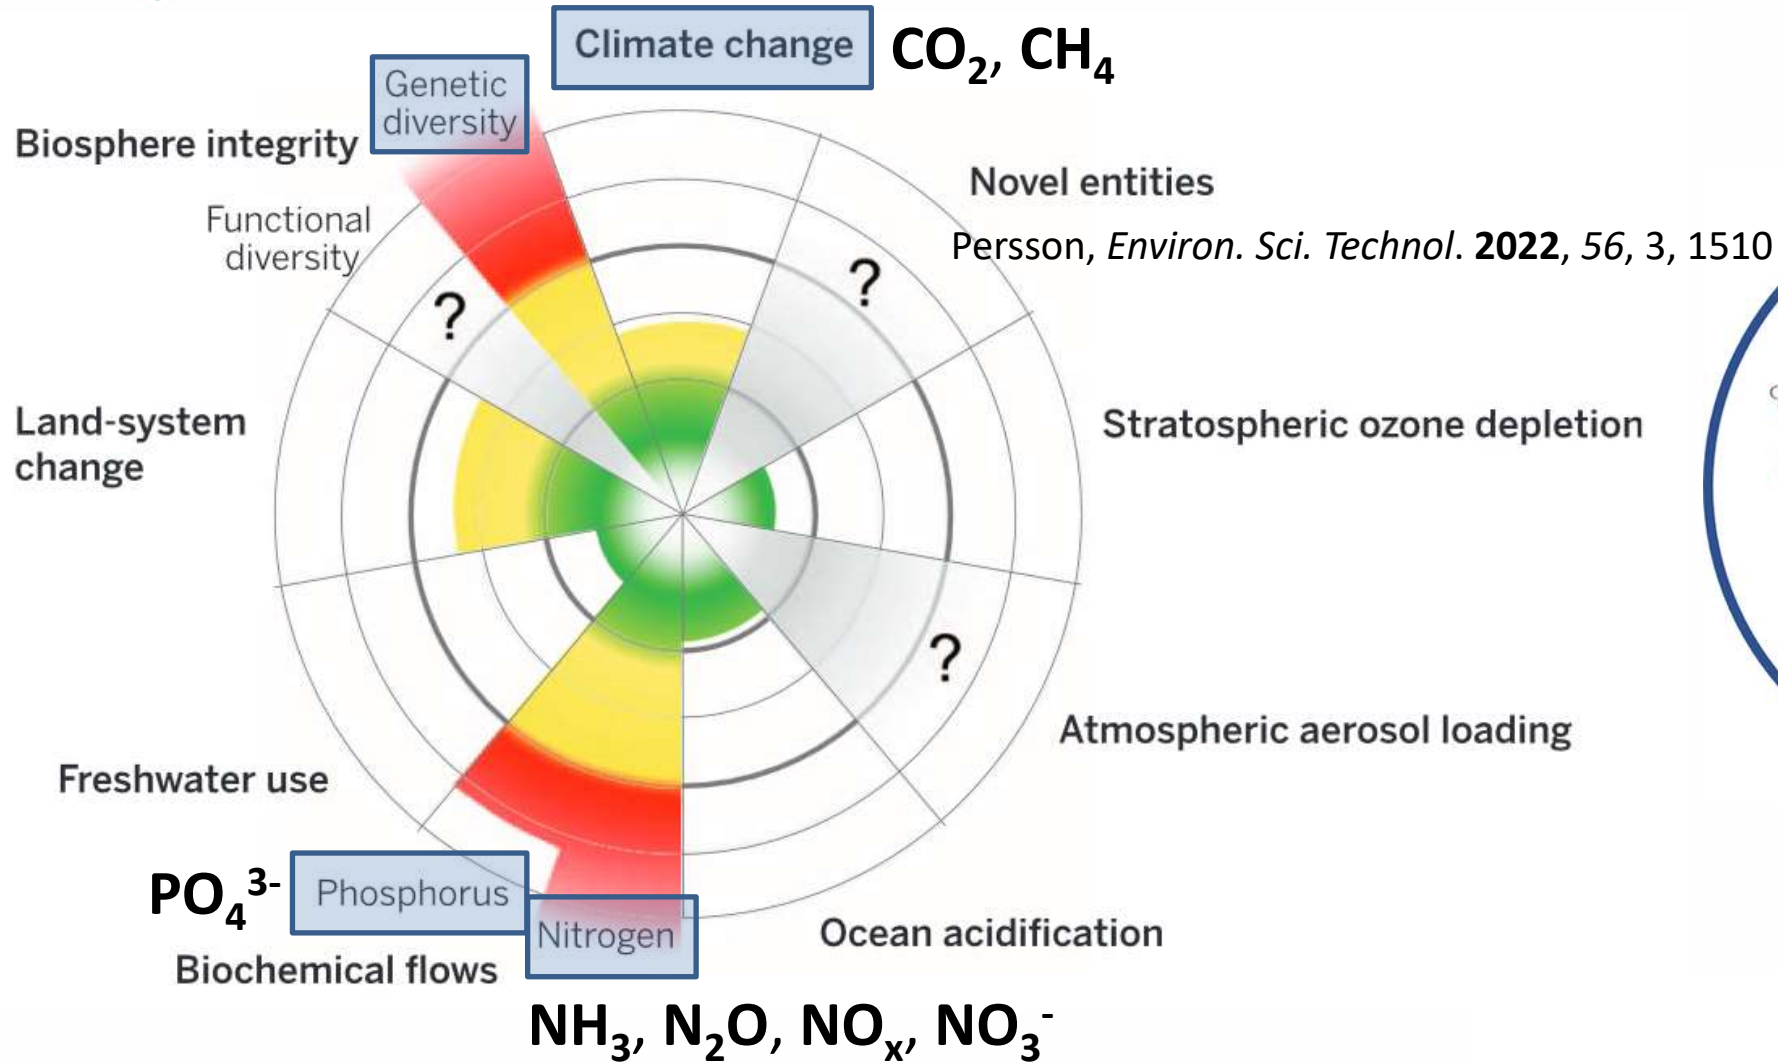 Climate change
CO₂, CH₄
Genetic
diversity
Biosphere integrity
Novel entities
Functional
diversity
Persson, Environ. Sci. Technol. 2022, 56, 3, 1510
?
?
Land-system
change
Stratospheric ozone depletion
?
Atmospheric aerosol loading
Freshwater use
PO₄³⁻
Phosphorus
Nitrogen
Ocean acidification
Biochemical flows
NH₃, N₂O, NOₓ, NO₃⁻